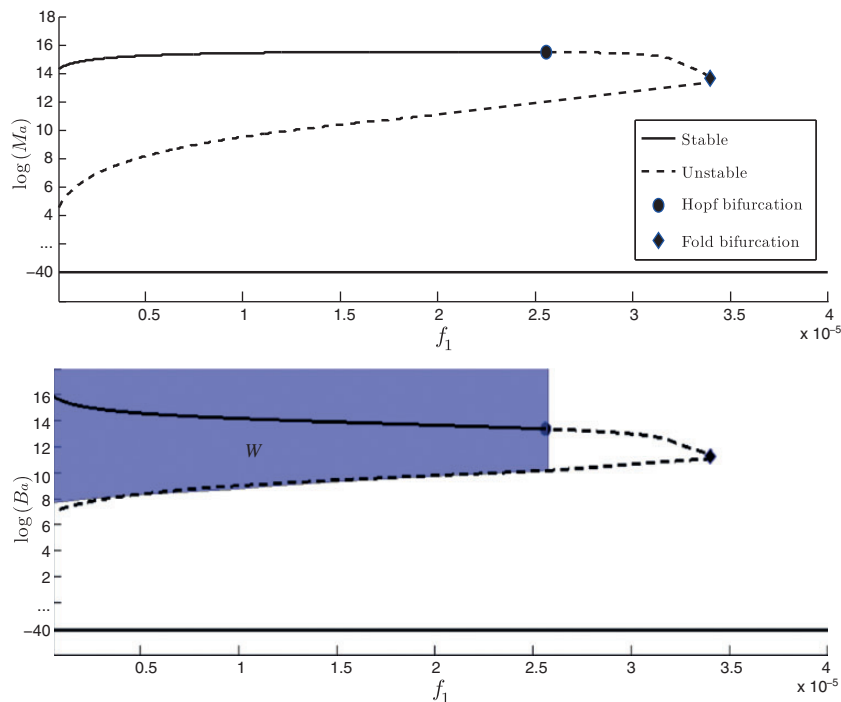 18
16
14
12
10
8
6
4
...
−40
log (Ma)
Stable
Unstable
Hopf bifurcation
Fold bifurcation
0.5 1 1.5 2 2.5 3 3.5 4
x 10⁻⁵
f₁
16
14
12
10
8
6
4
2
...
−40
log (Ba)
W
0.5 1 1.5 2 2.5 3 3.5 4
x 10⁻⁵
f₁